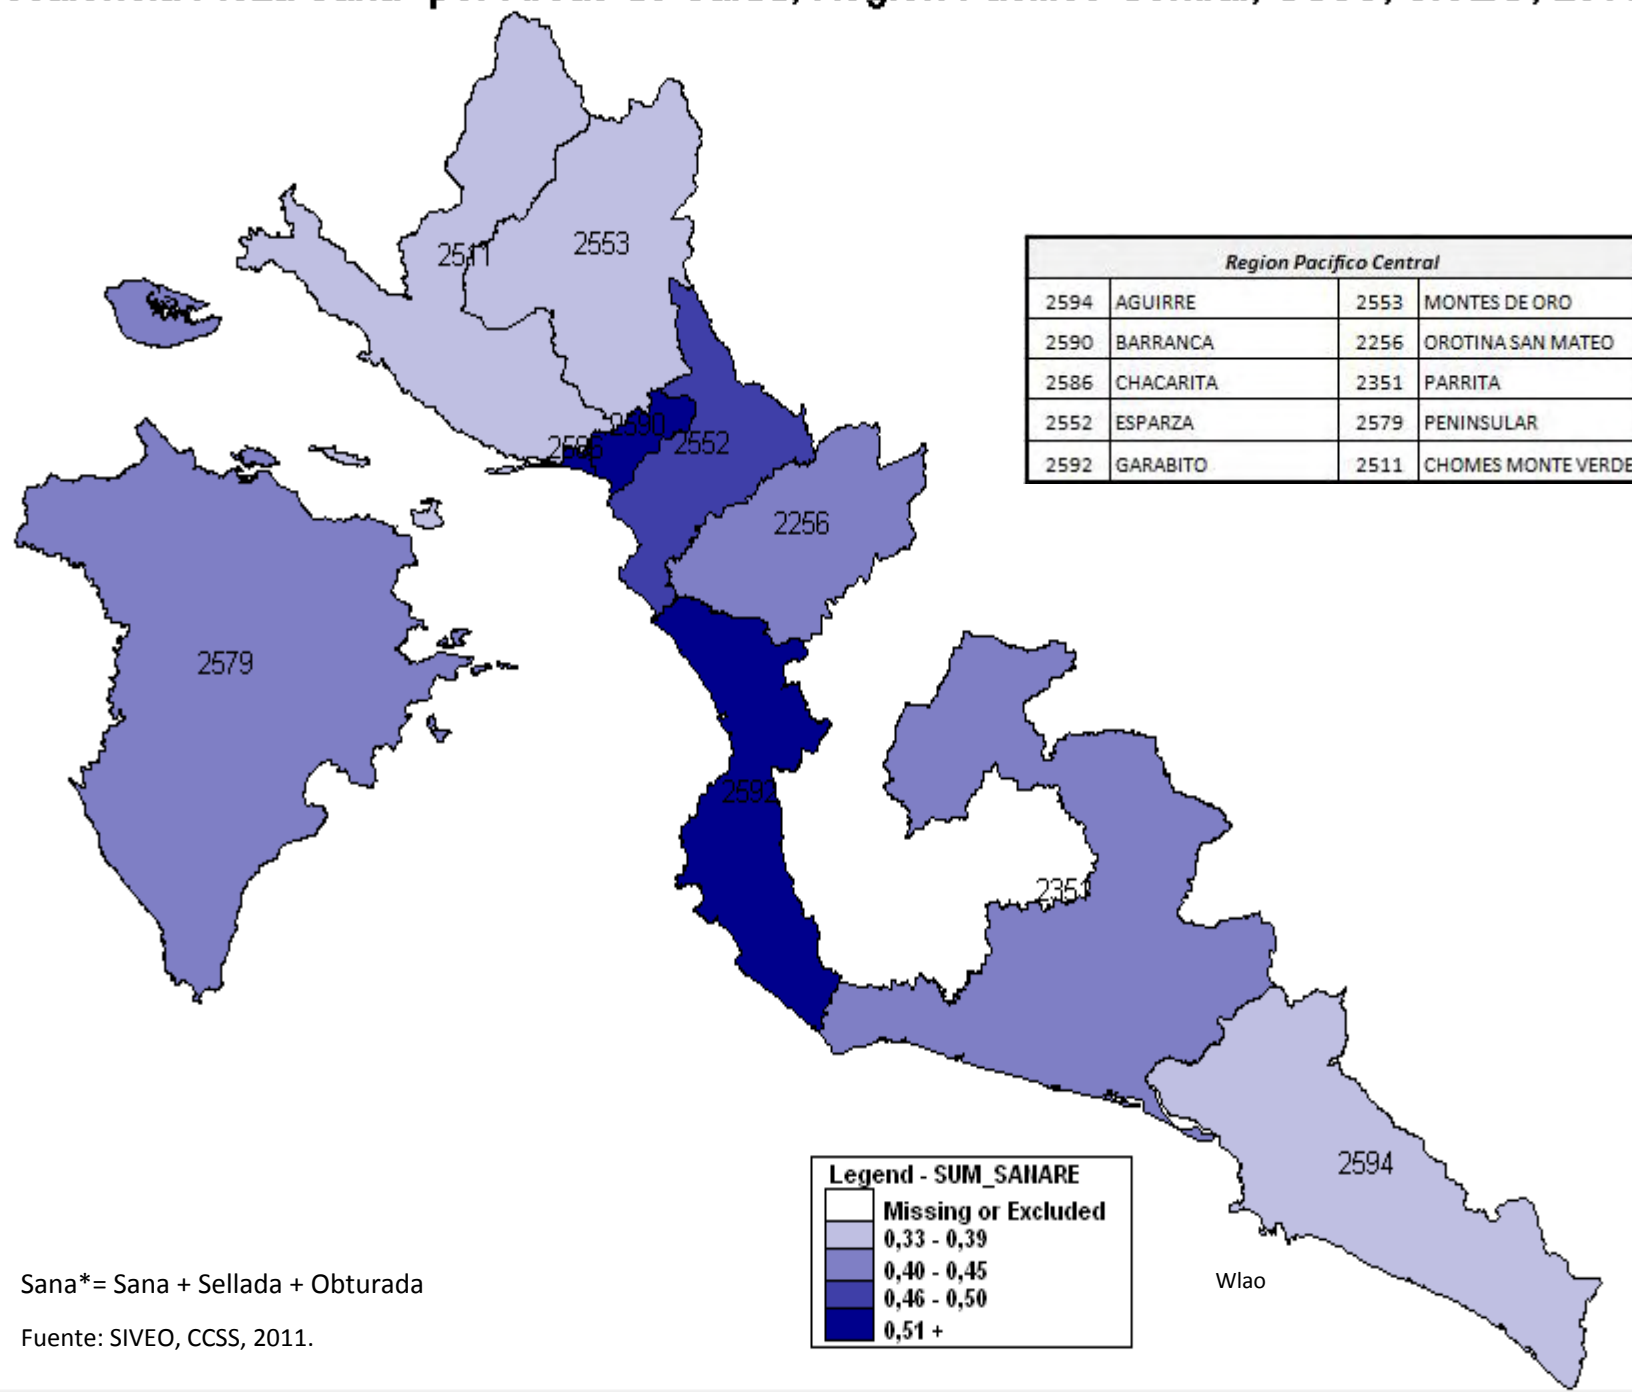 2553
2511
Region Pacifico Central
2594 AGUIRRE 2553 MONTES DE ORO
2590 BARRANCA 2256 OROTINA SAN MATEO
2586 CHACARITA 2351 PARRITA
2552 ESPARZA 2579 PENINSULAR
2592 GARABITO 2511 CHOMES MONTE VERDE
2590
2586
2552
2256
2579
2592
2351
2594
Legend - SUM_SANARE
Missing or Excluded
0,33 - 0,39
0,40 - 0,45
0,46 - 0,50
0,51 +
Sana*= Sana + Sellada + Obturada
Wlao
Fuente: SIVEO, CCSS, 2011.